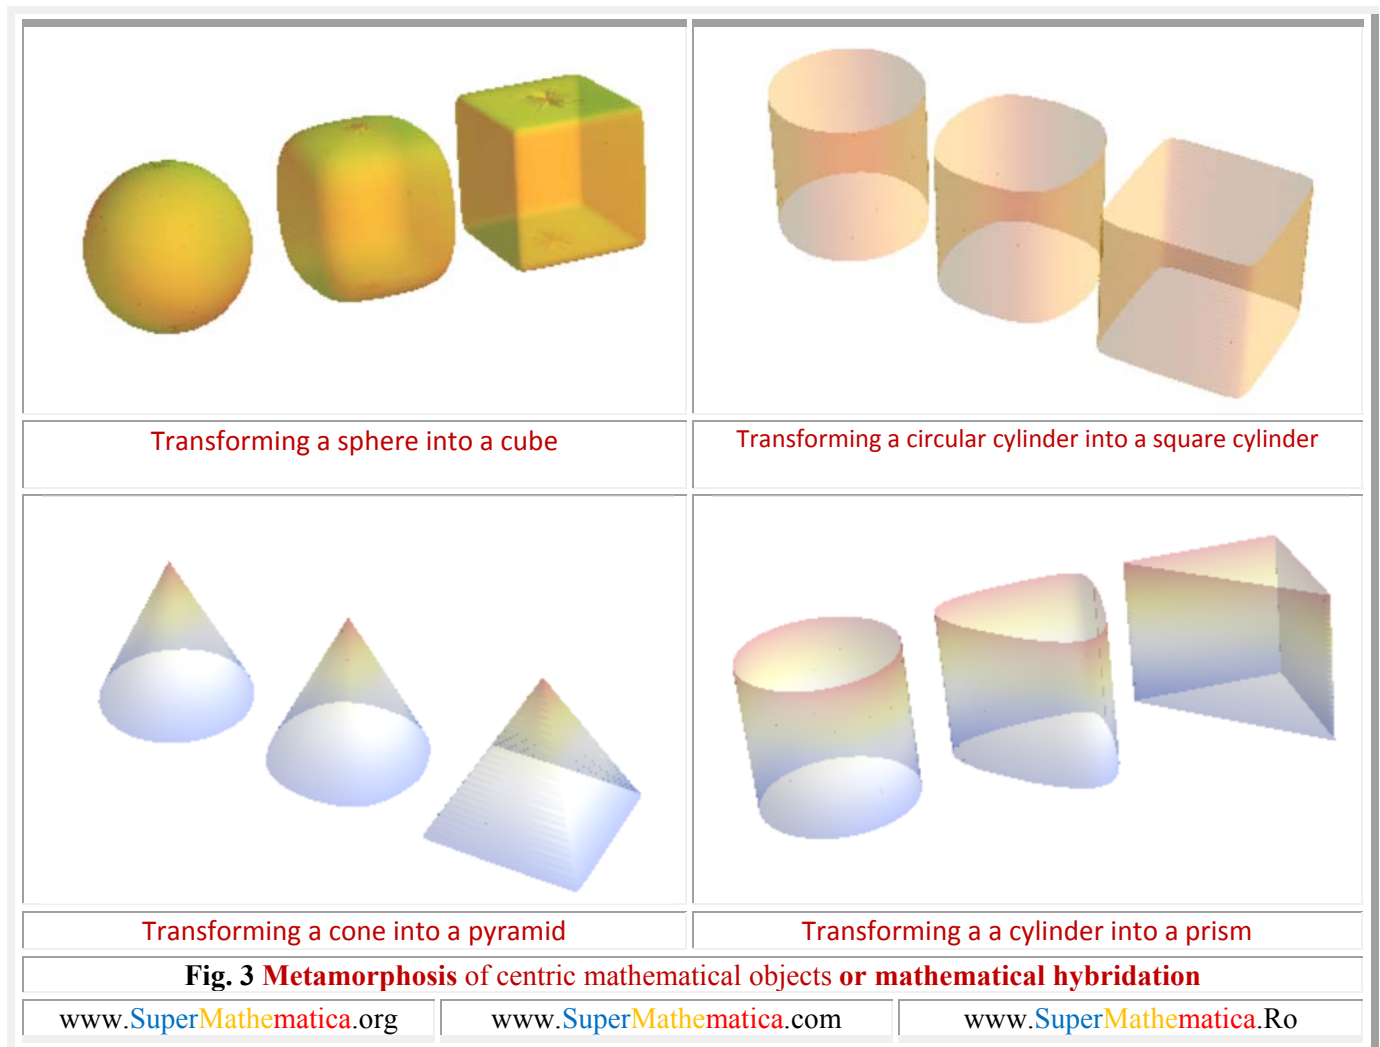 Transforming a sphere into a cube
Transforming a circular cylinder into a square cylinder
Transforming a cone into a pyramid
Transforming a a cylinder into a prism
Fig. 3 Metamorphosis of centric mathematical objects or mathematical hybridation
www.SuperMathematica.org
www.SuperMathematica.com
www.SuperMathematica.Ro